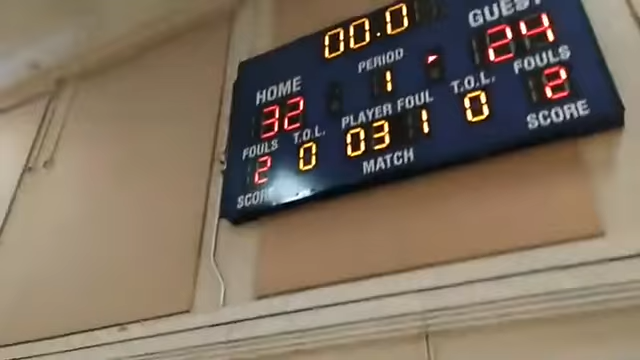 00.0
GUEST
HOME PERIOD 24
32 1 T.O.L. FOULS
FOULS T.O.L. PLAYER FOUL 0 2
2 0 03 1 SCORE
SCORE MATCH